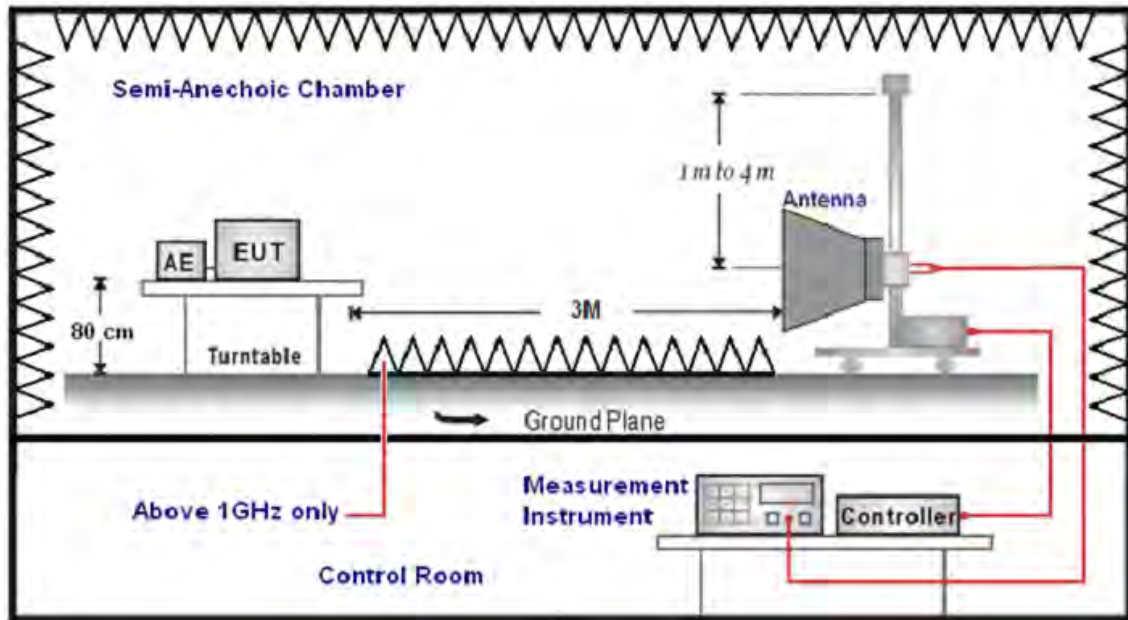 Semi-Anechoic Chamber
1 m to 4 m
Antenna
AE
EUT
3M
80 cm
Turntable
Ground Plane
Measurement
Instrument
Above 1GHz only
Controller
Control Room